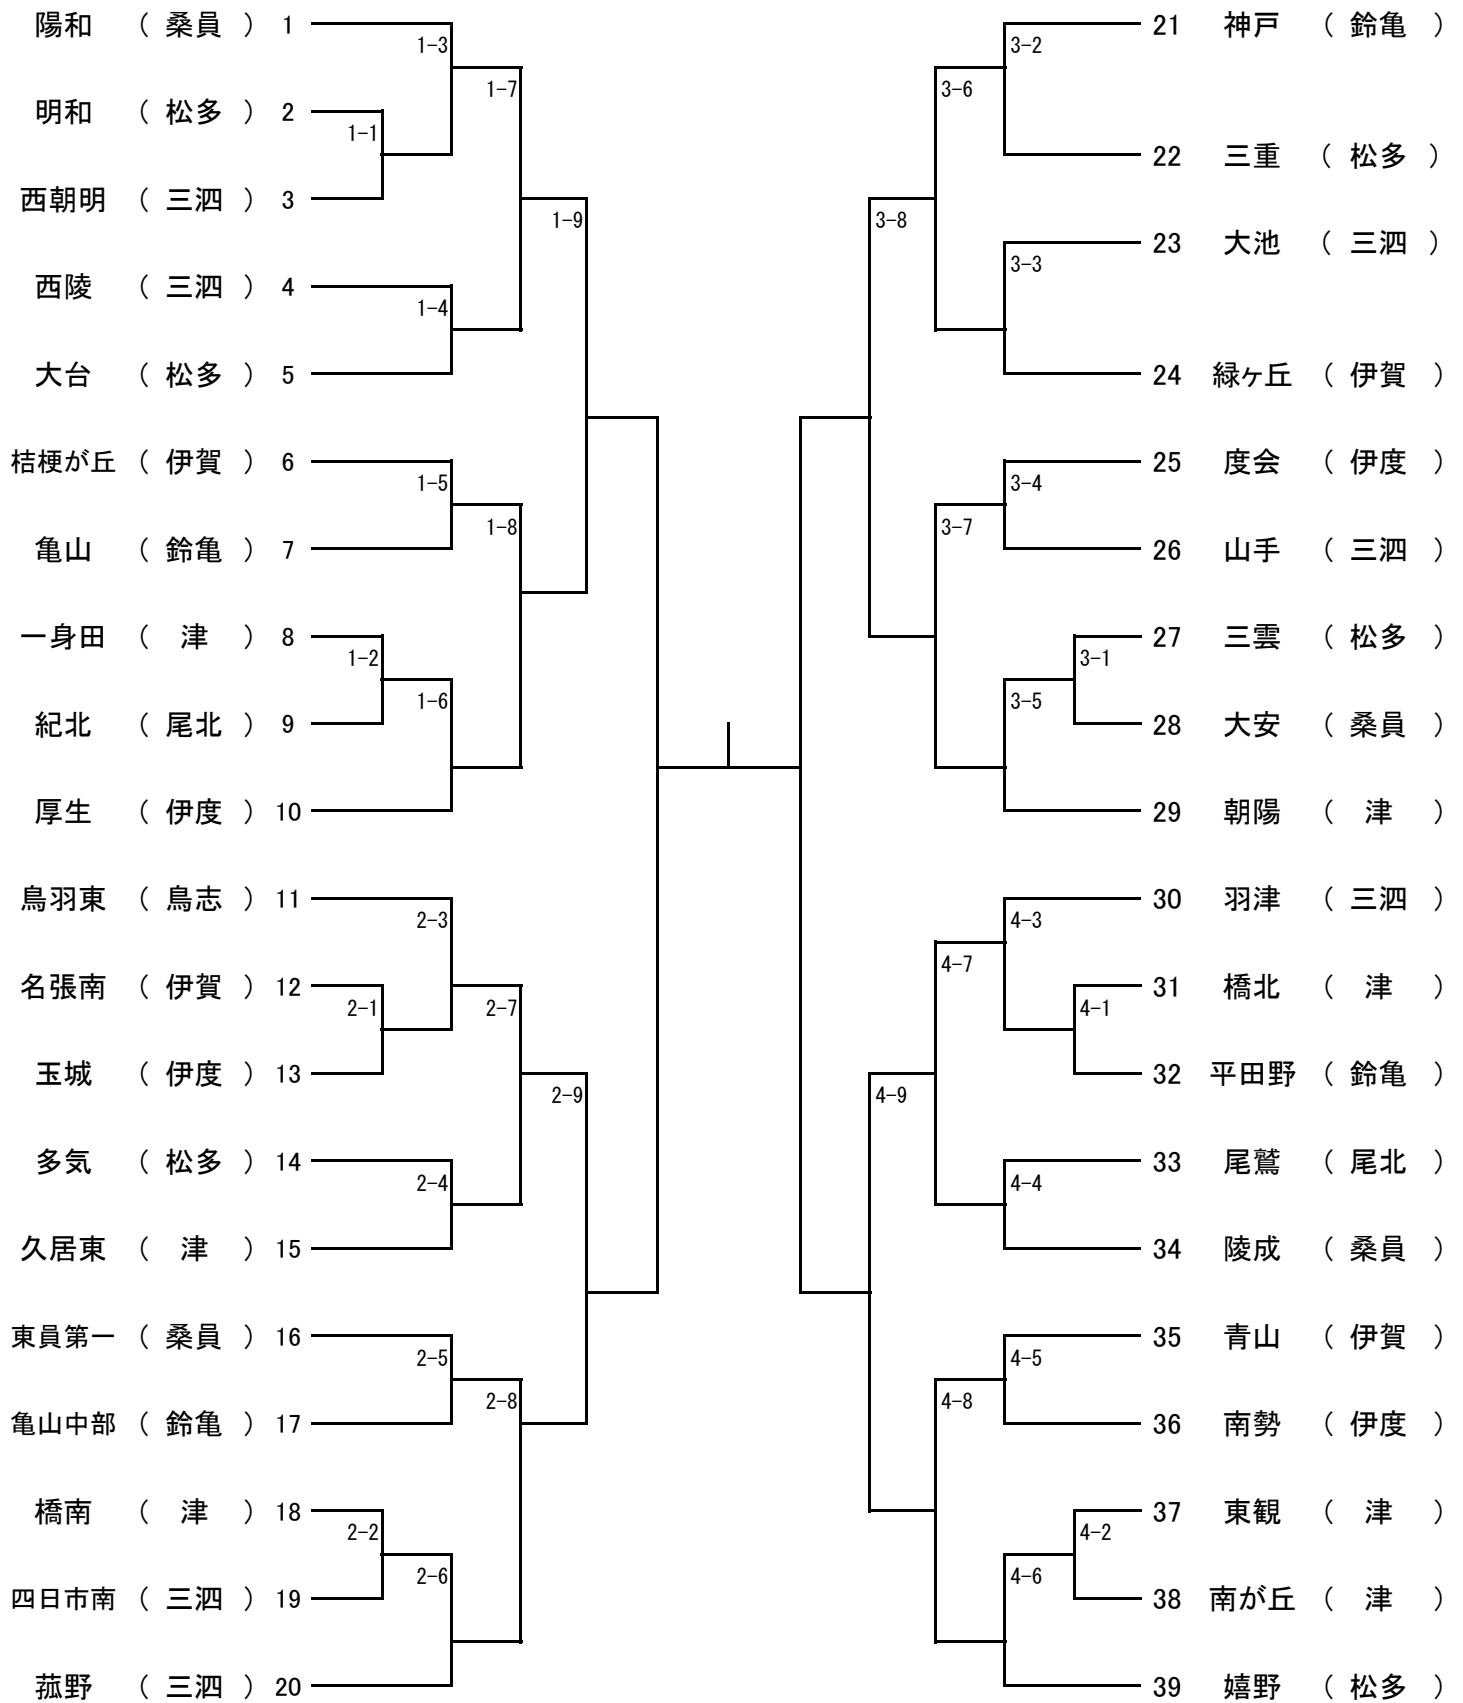 陽和 （ 桑員 ） 1
1-3
1-7
明和 （ 松多 ） 2
1-1
西朝明 （ 三泗 ） 3
1-9
西陵 （ 三泗 ） 4
1-4
大台 （ 松多 ） 5
桔梗が丘 （ 伊賀 ） 6
1-5
1-8
亀山 （ 鈴亀 ） 7
一身田 （ 津 ） 8
1-2
1-6
紀北 （ 尾北 ） 9
厚生 （ 伊度 ） 10
鳥羽東 （ 鳥志 ） 11
2-3
名張南 （ 伊賀 ） 12
2-1
2-7
玉城 （ 伊度 ） 13
2-9
多気 （ 松多 ） 14
2-4
久居東 （ 津 ） 15
東員第一 （ 桑員 ） 16
2-5
2-8
亀山中部 （ 鈴亀 ） 17
橋南 （ 津 ） 18
2-2
2-6
四日市南 （ 三泗 ） 19
菰野 （ 三泗 ） 20
21 神戸 （ 鈴亀 ）
3-2
3-6
22 三重 （ 松多 ）
3-8
23 大池 （ 三泗 ）
3-3
24 緑ヶ丘 （ 伊賀 ）
25 度会 （ 伊度 ）
3-4
3-7
26 山手 （ 三泗 ）
27 三雲 （ 松多 ）
3-1
3-5
28 大安 （ 桑員 ）
29 朝陽 （ 津 ）
30 羽津 （ 三泗 ）
4-3
4-7
31 橋北 （ 津 ）
4-1
32 平田野 （ 鈴亀 ）
4-9
33 尾鷲 （ 尾北 ）
4-4
34 陵成 （ 桑員 ）
35 青山 （ 伊賀 ）
4-5
4-8
36 南勢 （ 伊度 ）
37 東観 （ 津 ）
4-2
4-6
38 南が丘 （ 津 ）
39 嬉野 （ 松多 ）